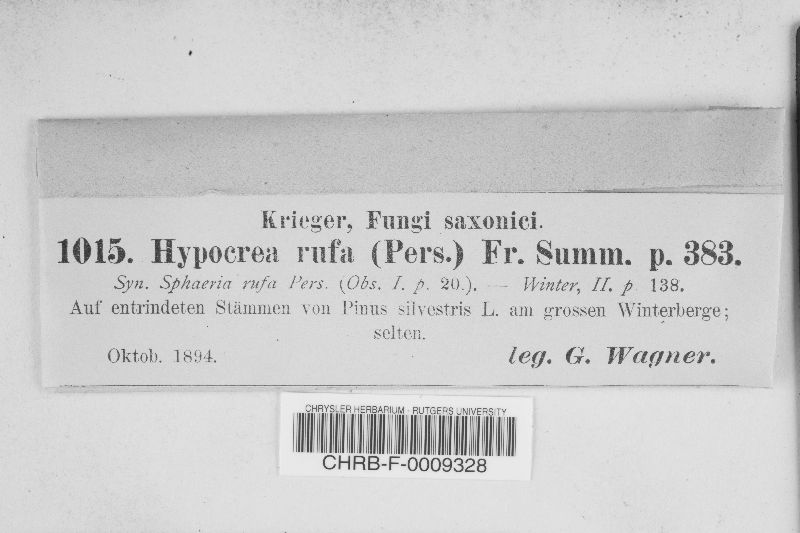 Krieger, Fungi saxonici.
1015. Hypocrea rufa (Pers.) Fr. Summ. p. 383.
Syn. Sphaeria rufa Pers. (Obs. I. p. 20.). — Winter, II. p 138.
Auf entrindeten Stämmen von Pinus silvestris L. am grossen Winterberge;
selten.
Oktob. 1894. leg. G. Wagner.
CHRYSLER HERBARIUM - RUTGERS UNIVERSITY
CHRB-F-0009328